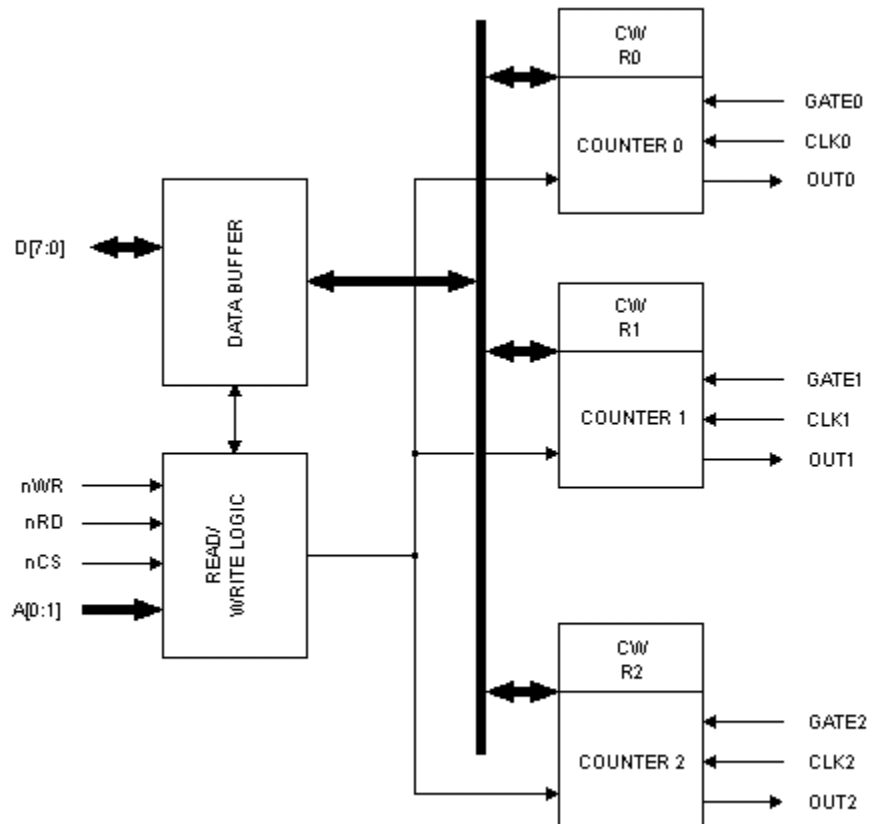 CW
R0
GATE0
CLK0
COUNTER 0
OUT0
D[7:0]
DATA BUFFER
CW
R1
GATE1
CLK1
COUNTER 1
OUT1
nWR
nRD
nCS
A[0:1]
READ/
WRITE LOGIC
CW
R2
GATE2
CLK2
COUNTER 2
OUT2